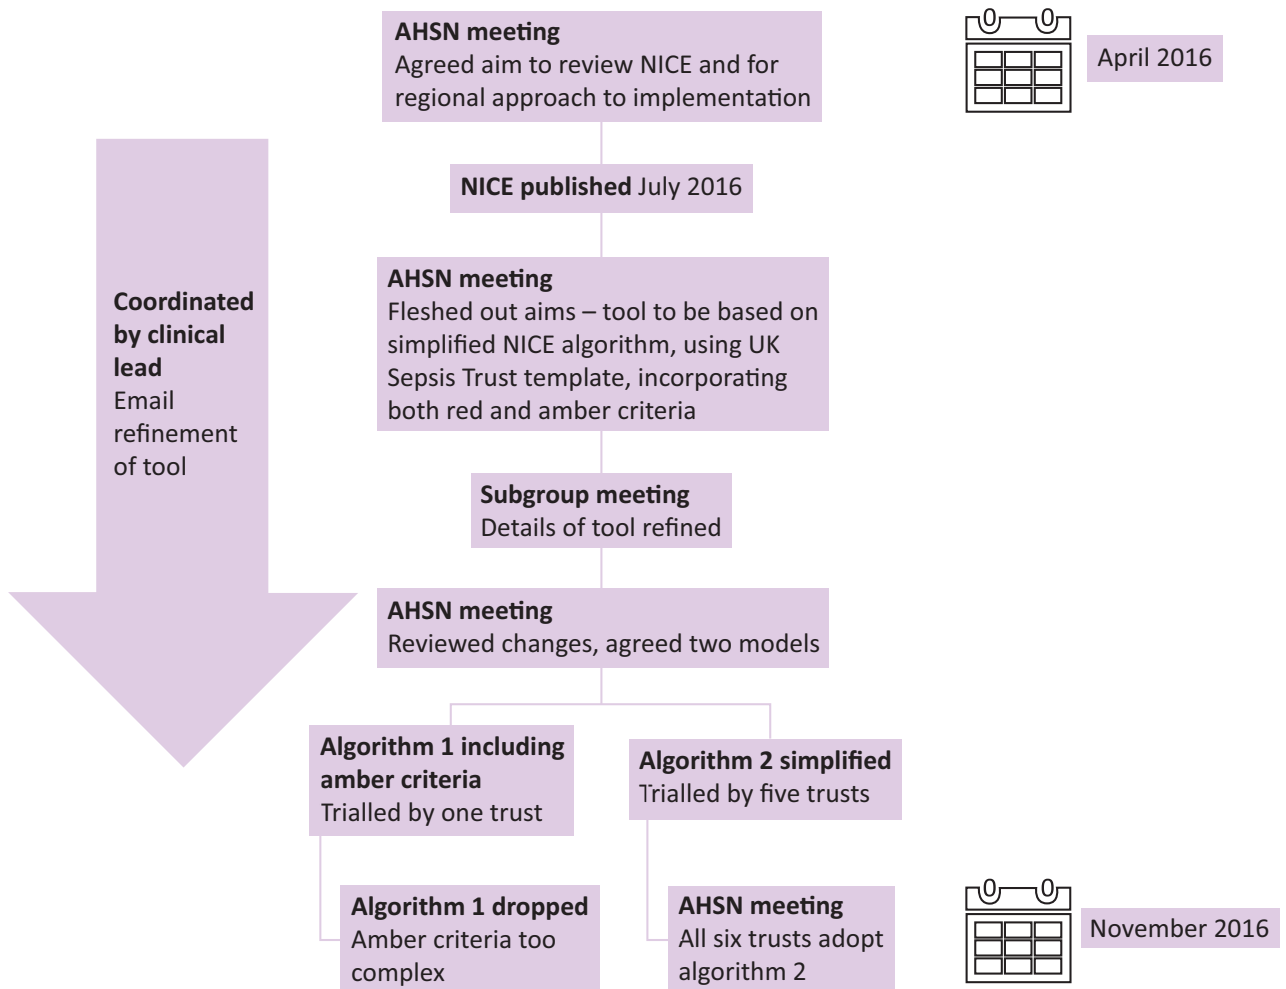 AHSN meeting
Agreed aim to review NICE and for
regional approach to implementation
April 2016
NICE published July 2016
AHSN meeting
Fleshed out aims – tool to be based on
simplified NICE algorithm, using UK
Sepsis Trust template, incorporating
both red and amber criteria
Coordinated
by clinical
lead
Email
refinement
of tool
Subgroup meeting
Details of tool refined
AHSN meeting
Reviewed changes, agreed two models
Algorithm 1 including
amber criteria
Trialled by one trust
Algorithm 2 simplified
Trialled by five trusts
Algorithm 1 dropped
Amber criteria too
complex
AHSN meeting
All six trusts adopt
algorithm 2
November 2016